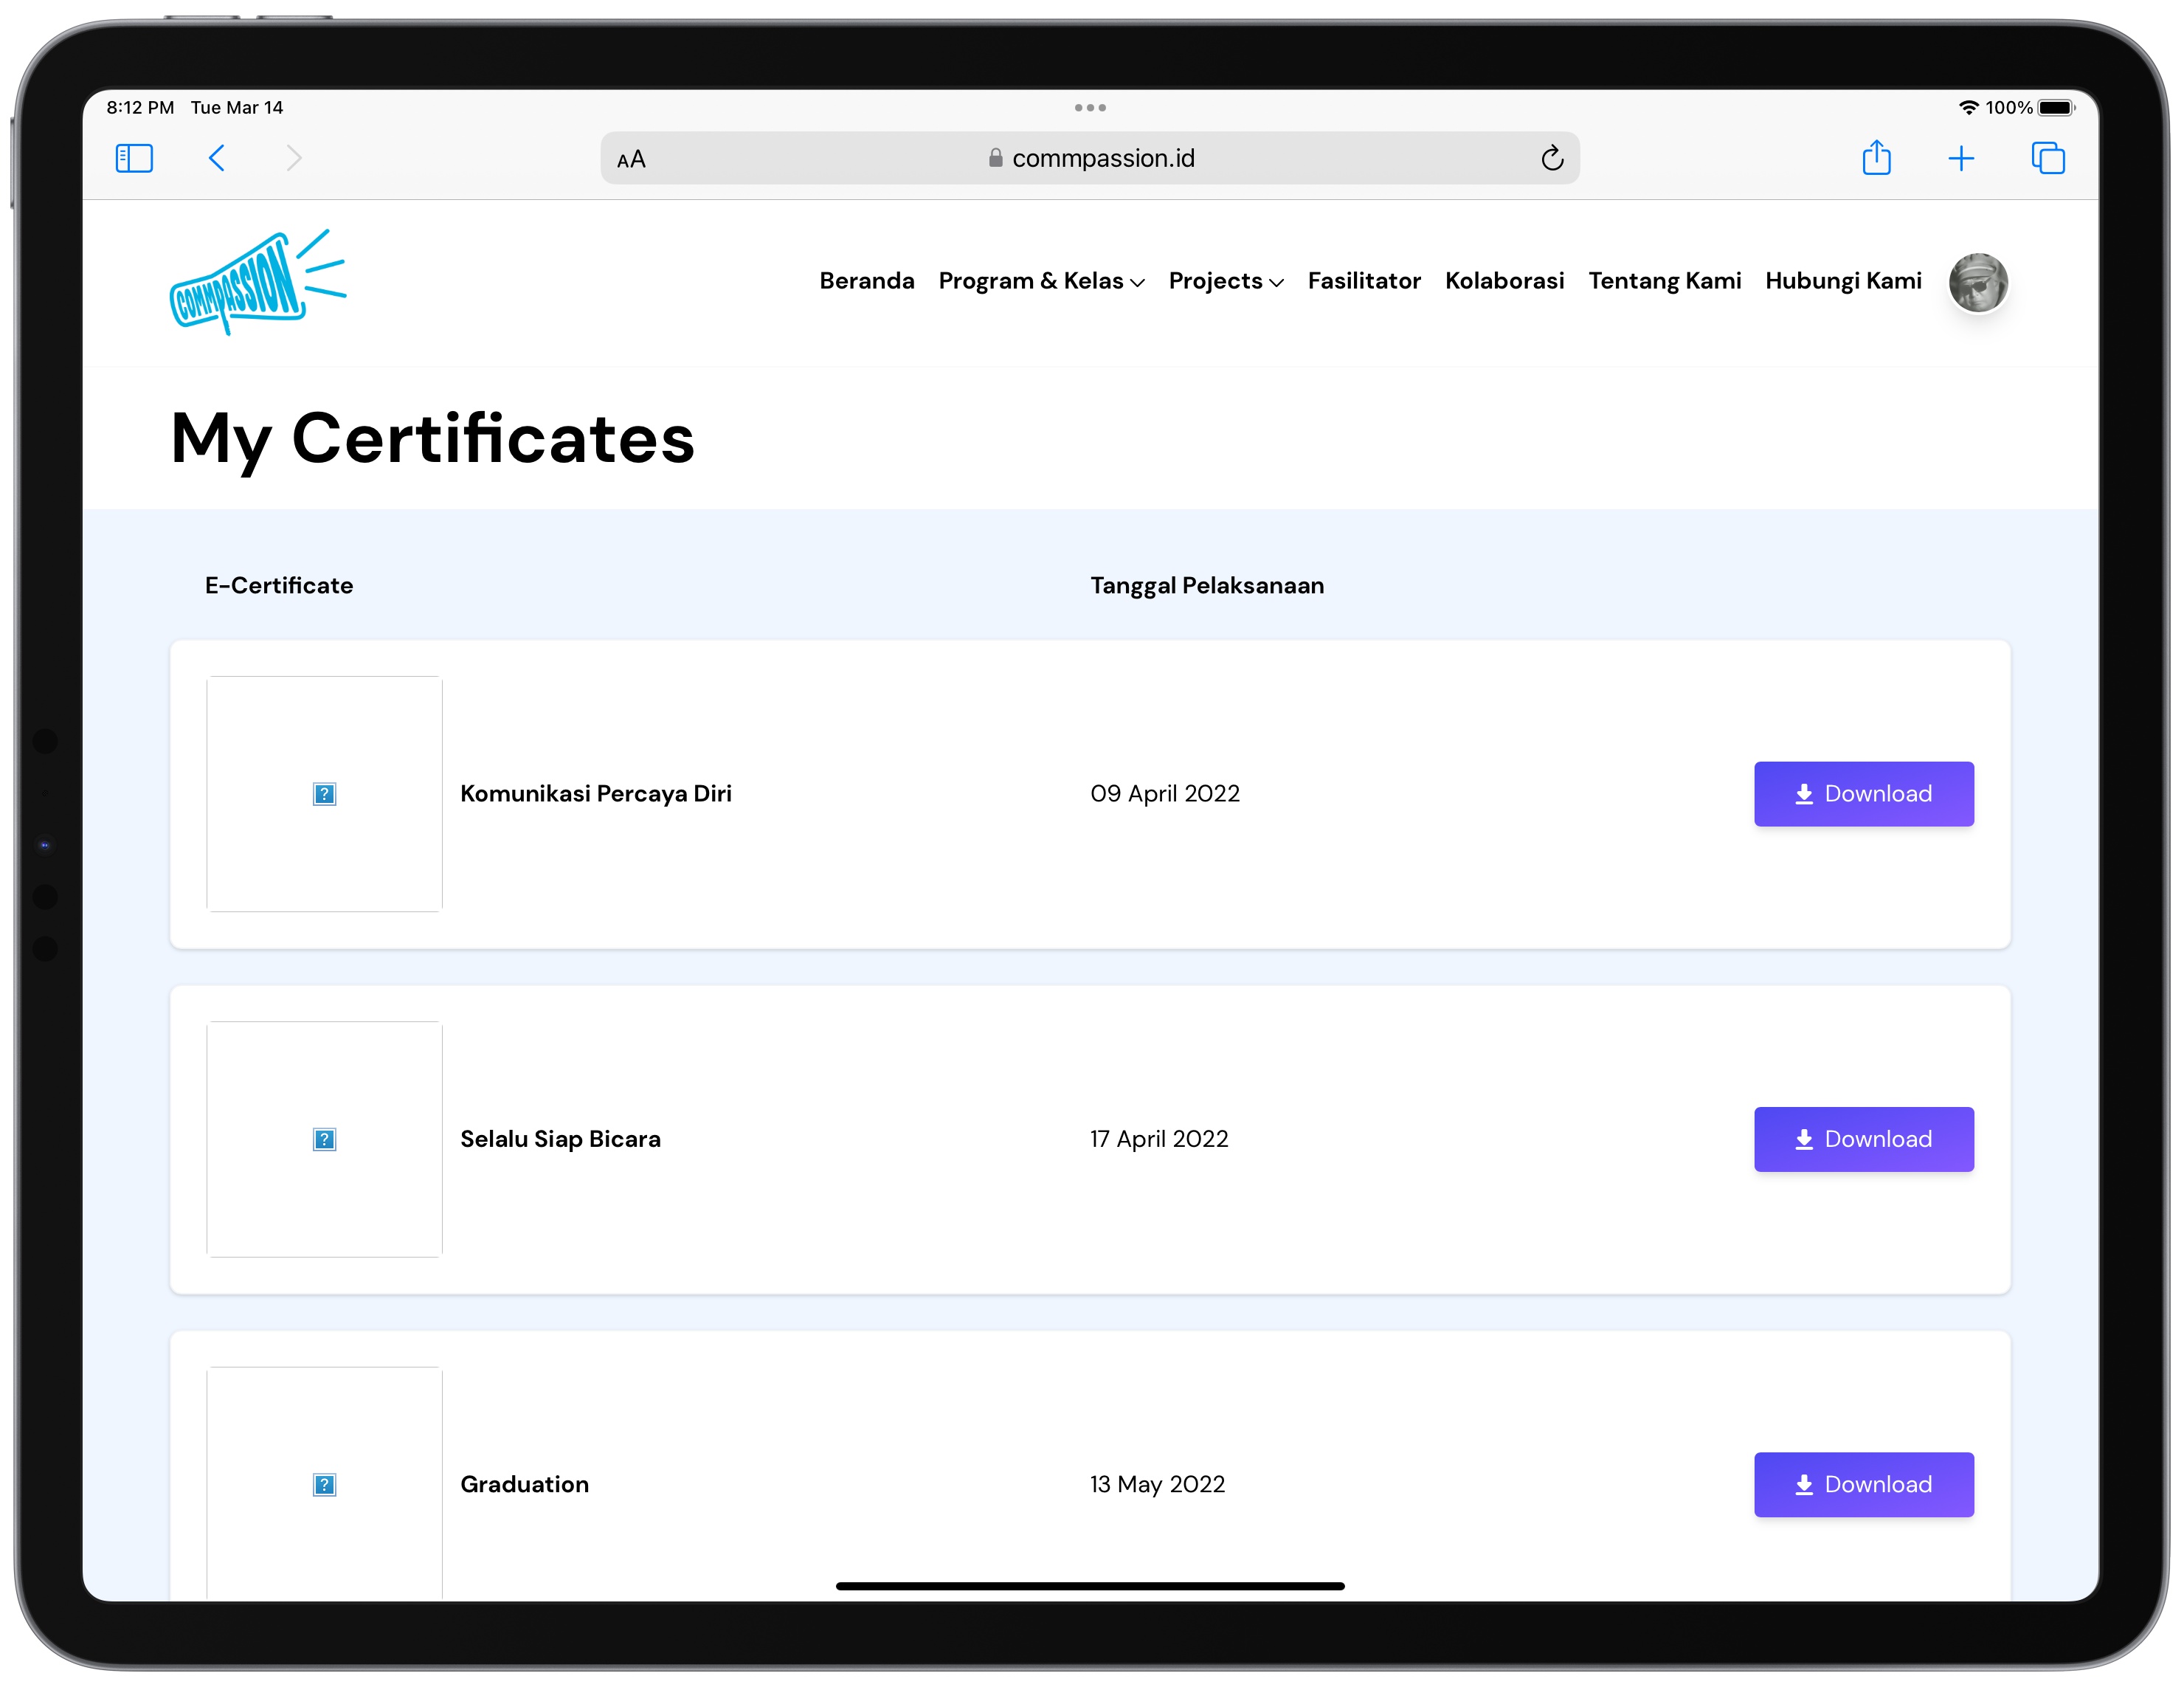 8:12 PM Tue Mar 14
100%
AA
commpassion.id
COMMPASSION
Beranda Program & Kelas Projects Fasilitator Kolaborasi Tentang Kami Hubungi Kami
My Certificates
E-Certificate Tanggal Pelaksanaan
? Komunikasi Percaya Diri 09 April 2022 Download
? Selalu Siap Bicara 17 April 2022 Download
? Graduation 13 May 2022 Download